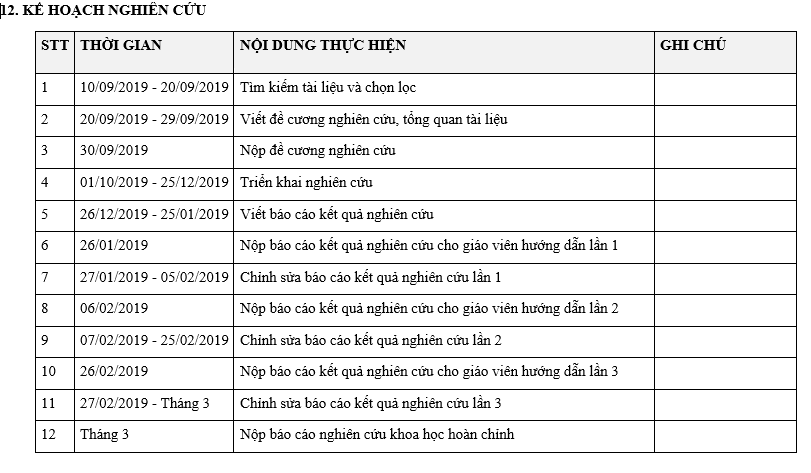 12. KẾ HOẠCH NGHIÊN CỨU
STT THỜI GIAN NỘI DUNG THỰC HIỆN GHI CHÚ
1 10/09/2019 - 20/09/2019 Tìm kiếm tài liệu và chọn lọc
2 20/09/2019 - 29/09/2019 Viết đề cương nghiên cứu, tổng quan tài liệu
3 30/09/2019 Nộp đề cương nghiên cứu
4 01/10/2019 - 25/12/2019 Triển khai nghiên cứu
5 26/12/2019 - 25/01/2019 Viết báo cáo kết quả nghiên cứu
6 26/01/2019 Nộp báo cáo kết quả nghiên cứu cho giáo viên hướng dẫn lần 1
7 27/01/2019 - 05/02/2019 Chỉnh sửa báo cáo kết quả nghiên cứu lần 1
8 06/02/2019 Nộp báo cáo kết quả nghiên cứu cho giáo viên hướng dẫn lần 2
9 07/02/2019 - 25/02/2019 Chỉnh sửa báo cáo kết quả nghiên cứu lần 2
10 26/02/2019 Nộp báo cáo kết quả nghiên cứu cho giáo viên hướng dẫn lần 3
11 27/02/2019 - Tháng 3 Chỉnh sửa báo cáo kết quả nghiên cứu lần 3
12 Tháng 3 Nộp báo cáo nghiên cứu khoa học hoàn chỉnh